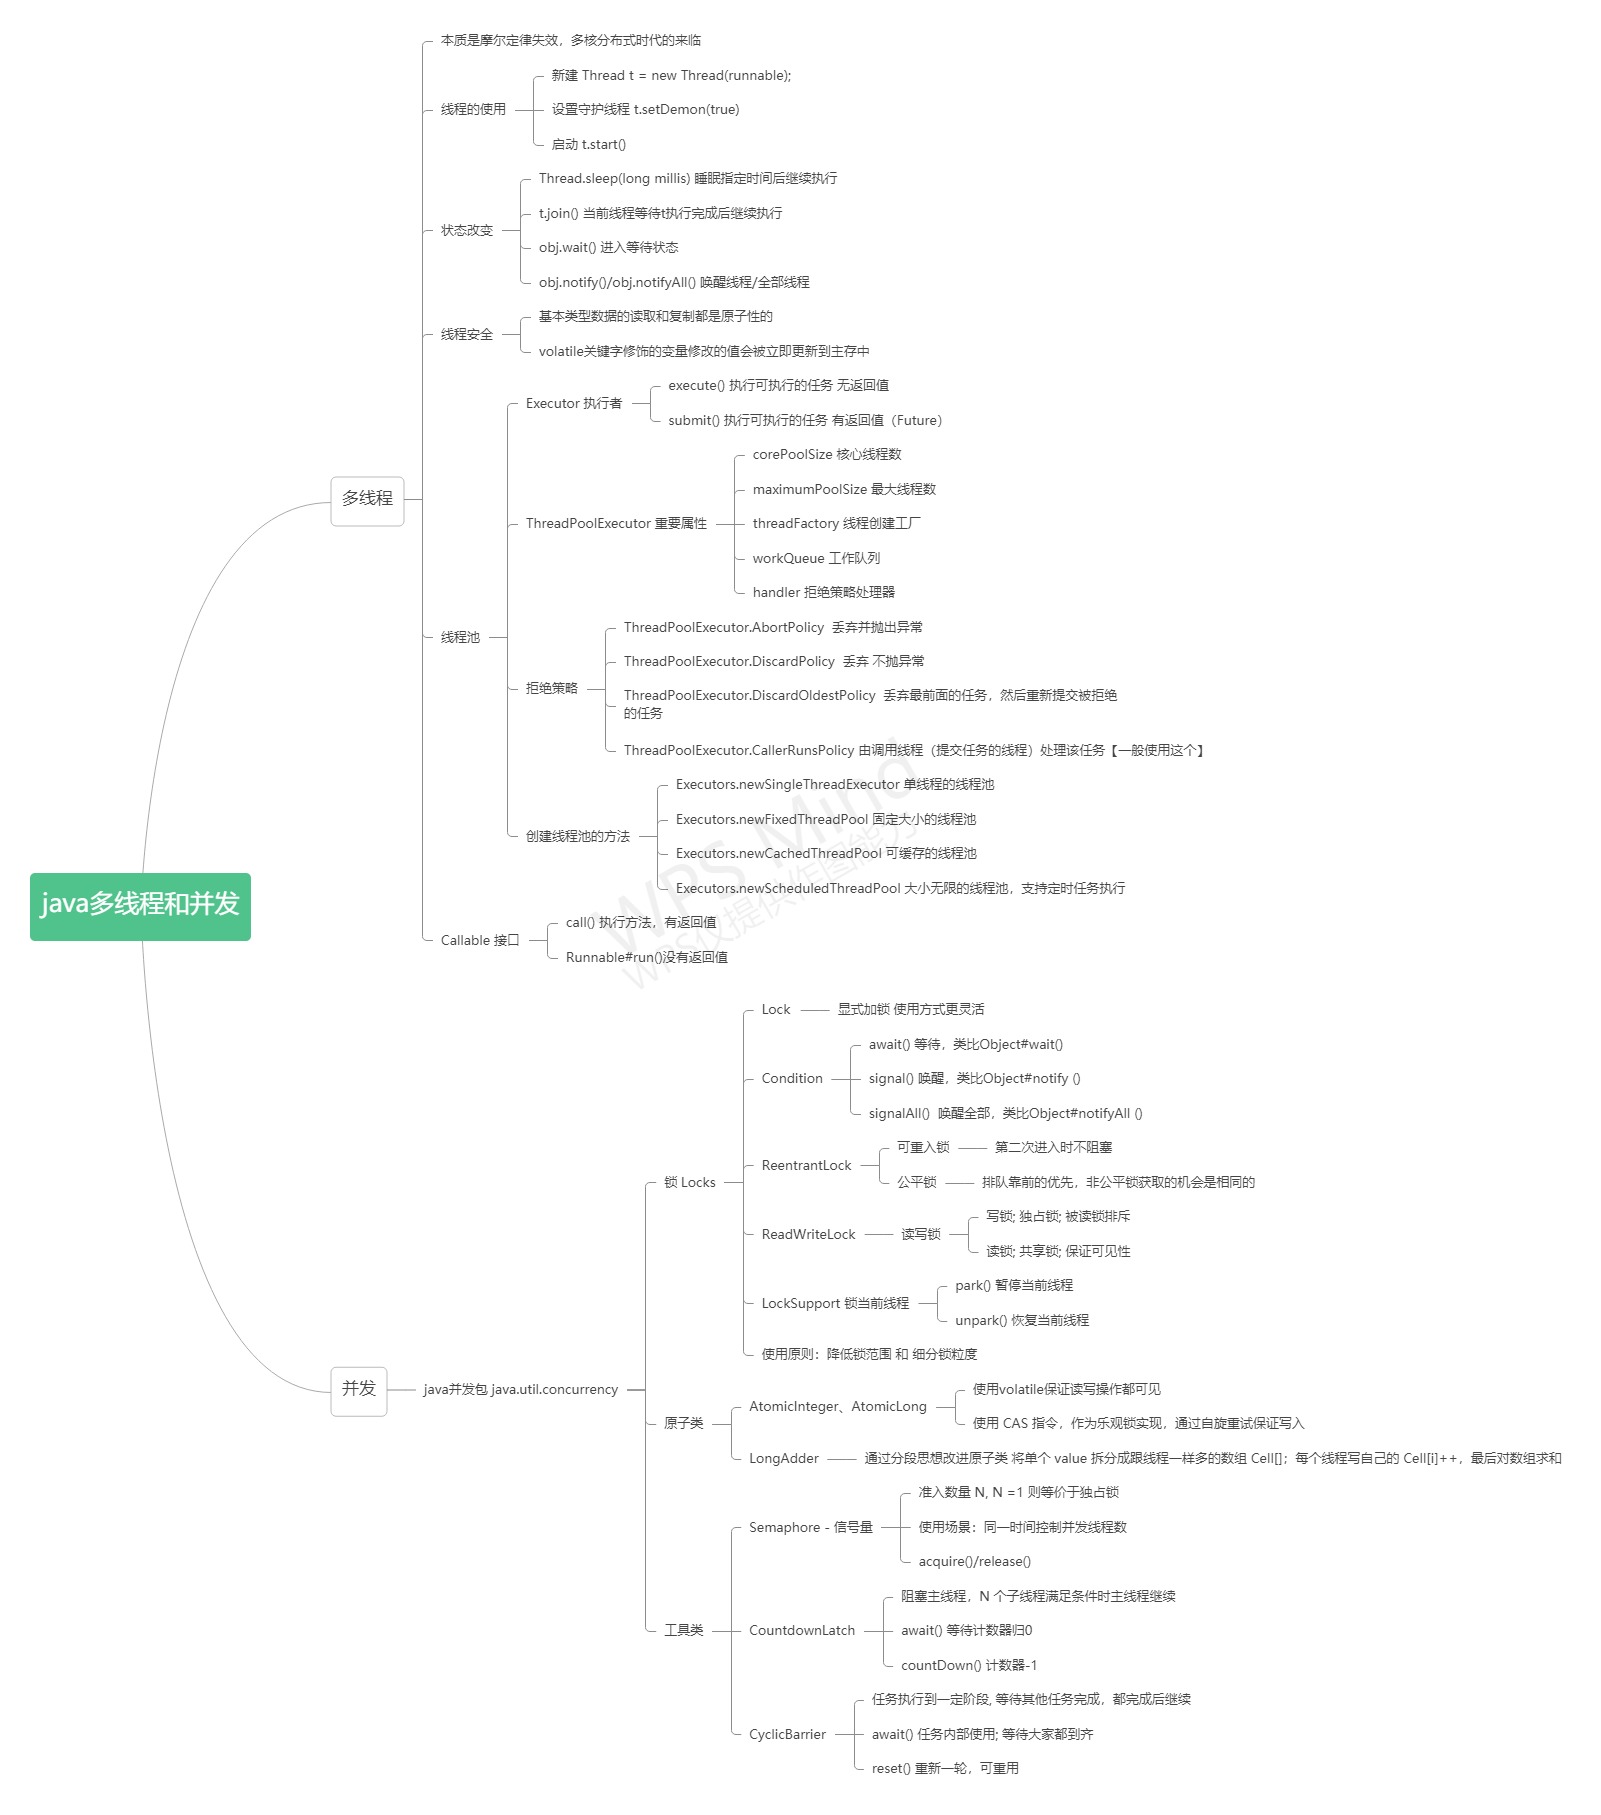 本质是摩尔定律失效，多核分布式时代的来临
线程的使用
新建 Thread t = new Thread(runnable);
设置守护线程 t.setDemon(true)
启动 t.start()
状态改变
Thread.sleep(long millis) 睡眠指定时间后继续执行
t.join() 当前线程等待t执行完成后继续执行
obj.wait() 进入等待状态
obj.notify()/obj.notifyAll() 唤醒线程/全部线程
线程安全
基本类型数据的读取和复制都是原子性的
volatile关键字修饰的变量修改的值会被立即更新到主存中
Executor 执行者
execute() 执行可执行的任务 无返回值
submit() 执行可执行的任务 有返回值（Future）
多线程
ThreadPoolExecutor 重要属性
corePoolSize 核心线程数
maximumPoolSize 最大线程数
threadFactory 线程创建工厂
workQueue 工作队列
handler 拒绝策略处理器
线程池
拒绝策略
ThreadPoolExecutor.AbortPolicy  丢弃并抛出异常
ThreadPoolExecutor.DiscardPolicy  丢弃 不抛异常
ThreadPoolExecutor.DiscardOldestPolicy  丢弃最前面的任务，然后重新提交被拒绝
的任务
ThreadPoolExecutor.CallerRunsPolicy 由调用线程（提交任务的线程）处理该任务【一般使用这个】
创建线程池的方法
Executors.newSingleThreadExecutor 单线程的线程池
Executors.newFixedThreadPool 固定大小的线程池
Executors.newCachedThreadPool 可缓存的线程池
Executors.newScheduledThreadPool 大小无限的线程池，支持定时任务执行
WPS Mind
WPS仅提供作图能力
java多线程和并发
Callable 接口
call() 执行方法，有返回值
Runnable#run()没有返回值
Lock
显式加锁 使用方式更灵活
Condition
await() 等待，类比Object#wait()
signal() 唤醒，类比Object#notify ()
signalAll()  唤醒全部，类比Object#notifyAll ()
ReentrantLock
可重入锁
第二次进入时不阻塞
公平锁
排队靠前的优先，非公平锁获取的机会是相同的
锁 Locks
ReadWriteLock
读写锁
写锁; 独占锁; 被读锁排斥
读锁; 共享锁; 保证可见性
LockSupport 锁当前线程
park() 暂停当前线程
unpark() 恢复当前线程
使用原则：降低锁范围 和 细分锁粒度
并发
java并发包 java.util.concurrency
原子类
AtomicInteger、AtomicLong
使用volatile保证读写操作都可见
使用 CAS 指令，作为乐观锁实现，通过自旋重试保证写入
LongAdder
通过分段思想改进原子类 将单个 value 拆分成跟线程一样多的数组 Cell[]；每个线程写自己的 Cell[i]++，最后对数组求和
Semaphore - 信号量
准入数量 N, N =1 则等价于独占锁
使用场景：同一时间控制并发线程数
acquire()/release()
工具类
CountdownLatch
阻塞主线程，N 个子线程满足条件时主线程继续
await() 等待计数器归0
countDown() 计数器-1
CyclicBarrier
任务执行到一定阶段, 等待其他任务完成，都完成后继续
await() 任务内部使用; 等待大家都到齐
reset() 重新一轮，可重用